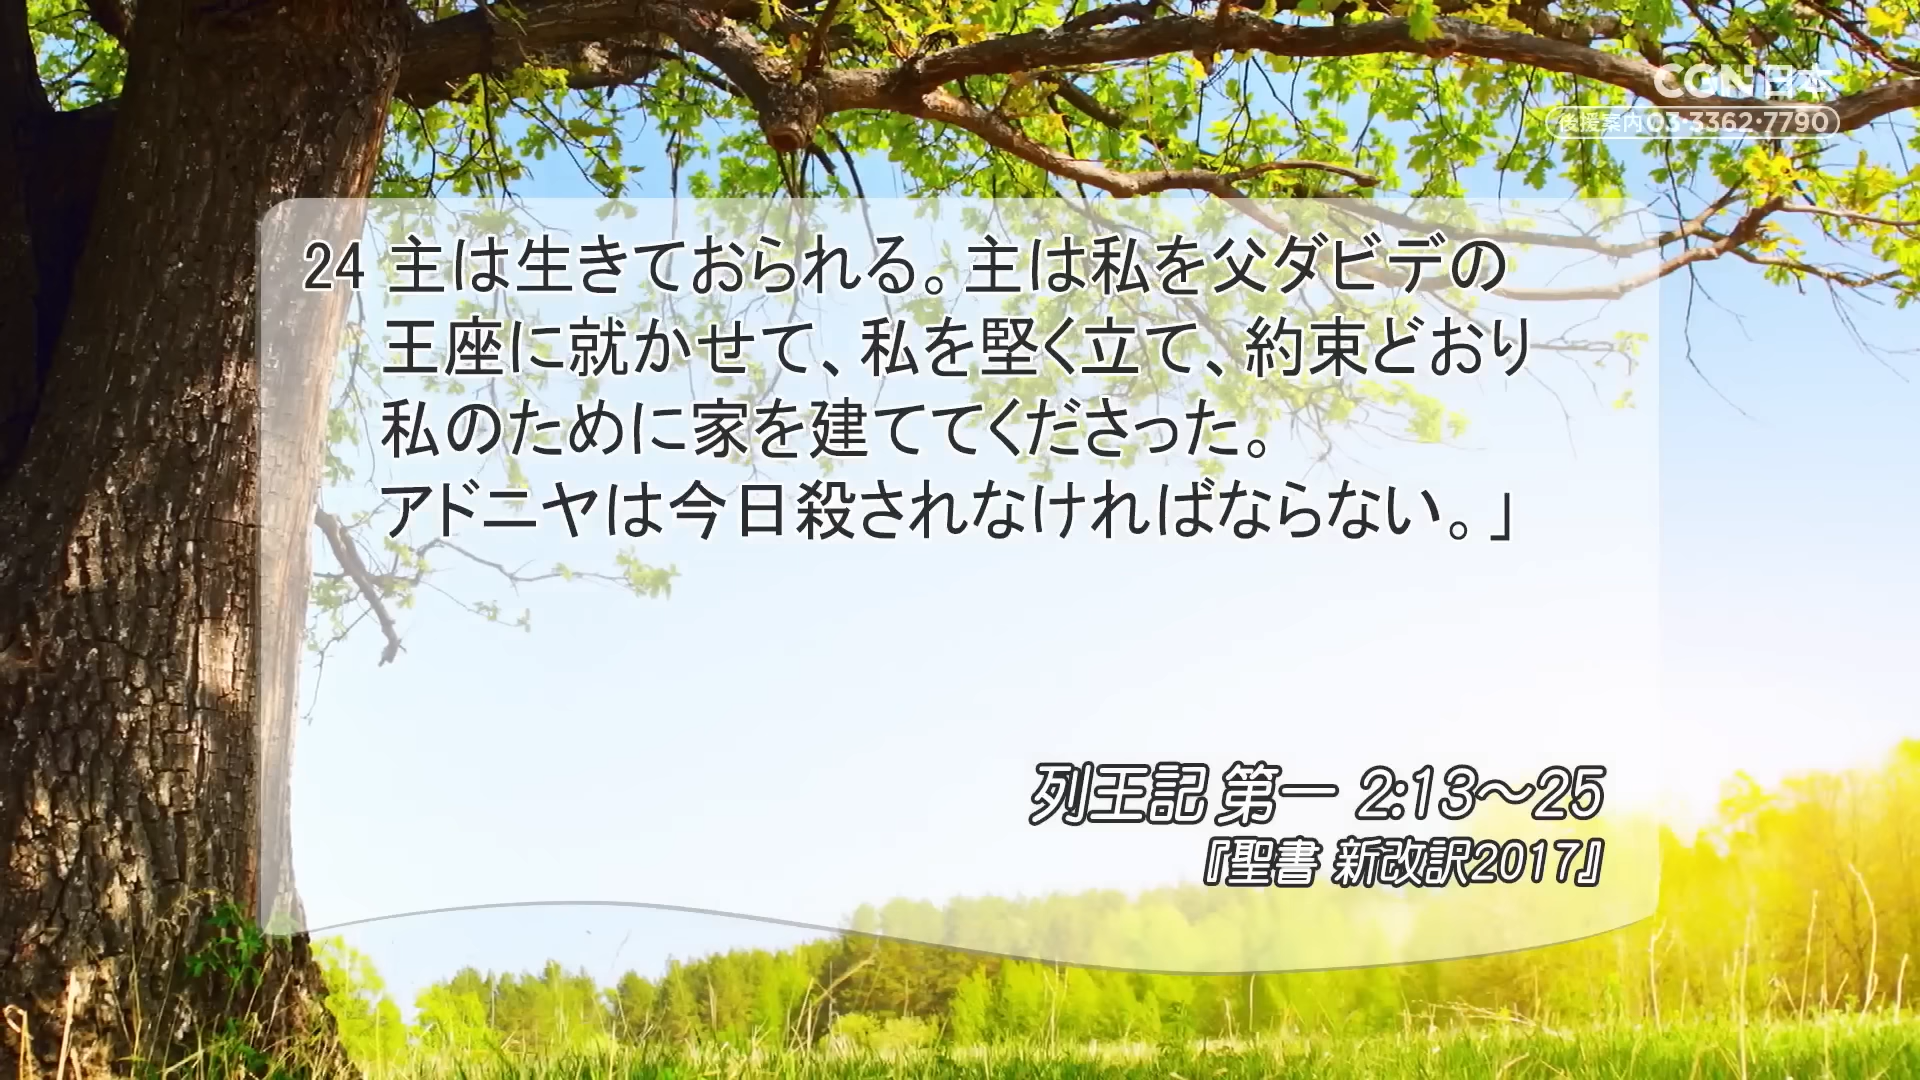 CGN日本
後援案内 03·3362·7790
24 主は生きておられる。主は私を父ダビデの
王座に就かせて、私を堅く立て、約束どおり
私のために家を建ててくださった。
アドニヤは今日殺されなければならない。」
列王記 第一 2:13～25
『聖書 新改訳2017』